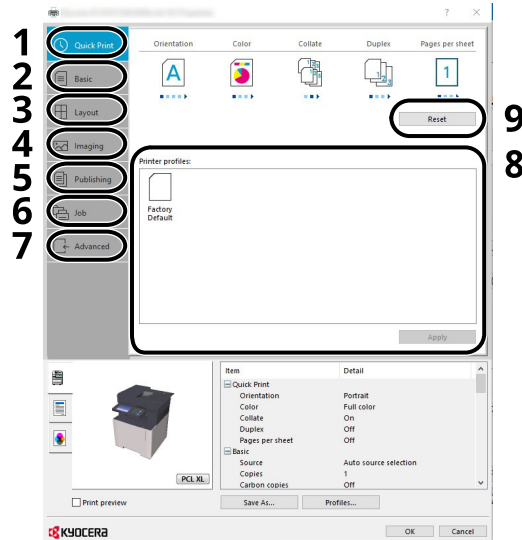 ? ×
1 Quick Print
Orientation Color Collate Duplex Pages per sheet
A 1 2 3 1
2 Basic
3 Layout
Reset 9
4 Imaging
8
Printer profiles:
5 Publishing
Factory
Default
6 Job
7 Advanced
Apply
Item Detail
Quick Print
Orientation Portrait
Color Full color
Collate On
Duplex Off
Pages per sheet Off
Basic
Source Auto source selection
Copies 1
Carbon copies Off
PCL XL
Print preview Save As... Profiles...
KYOCERA OK Cancel